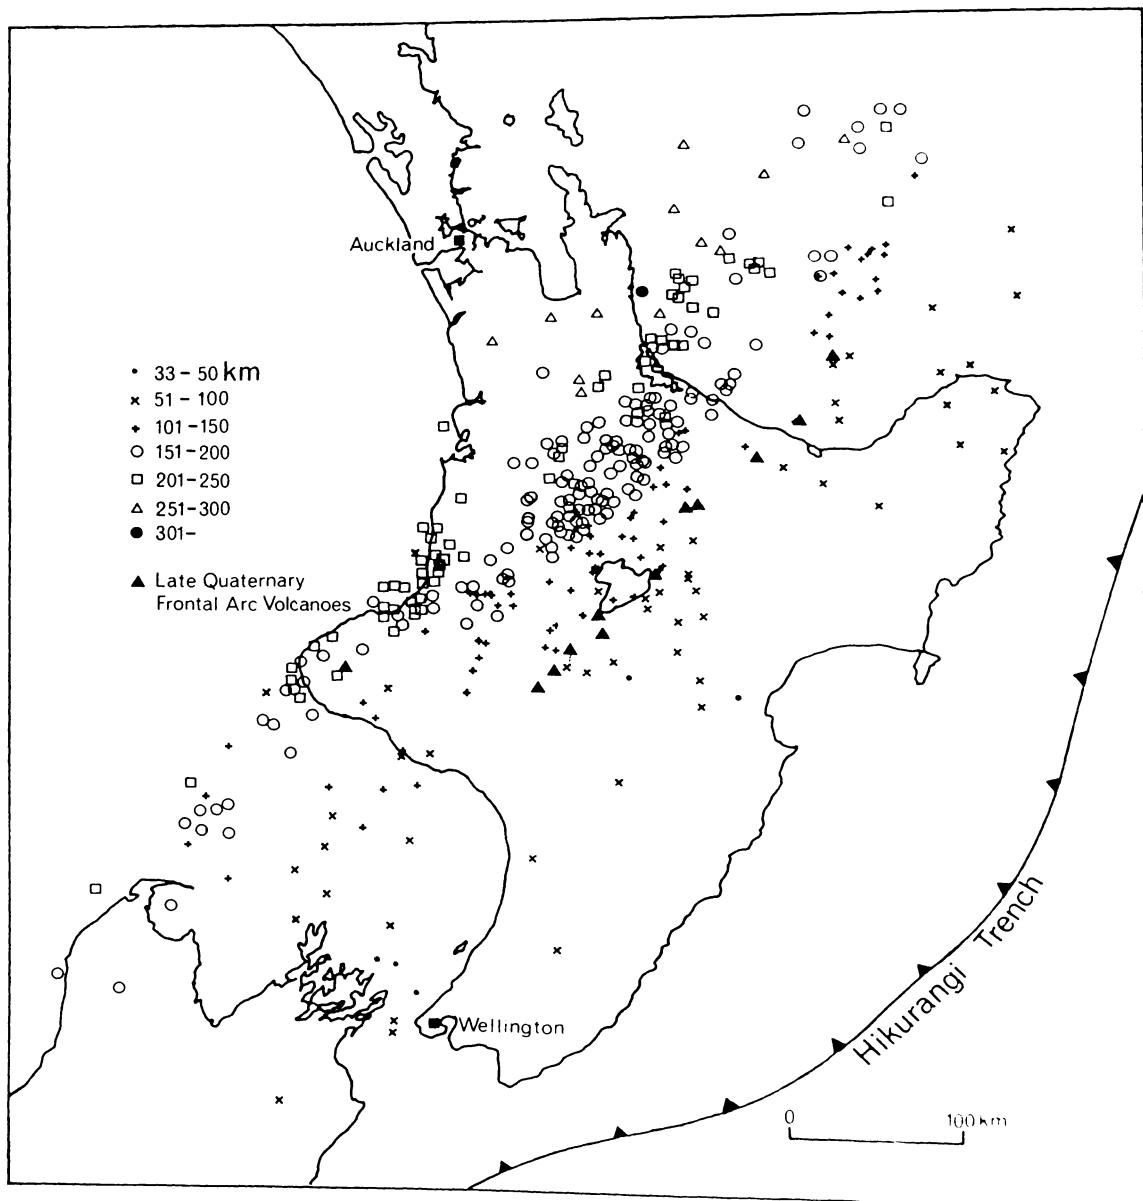 Auckland
33 - 50 km
51 - 100
101 - 150
151 - 200
201 - 250
251 - 300
301 -
Late Quaternary
Frontal Arc Volcanoes
Wellington
Hikurangi Trench
0 100 km